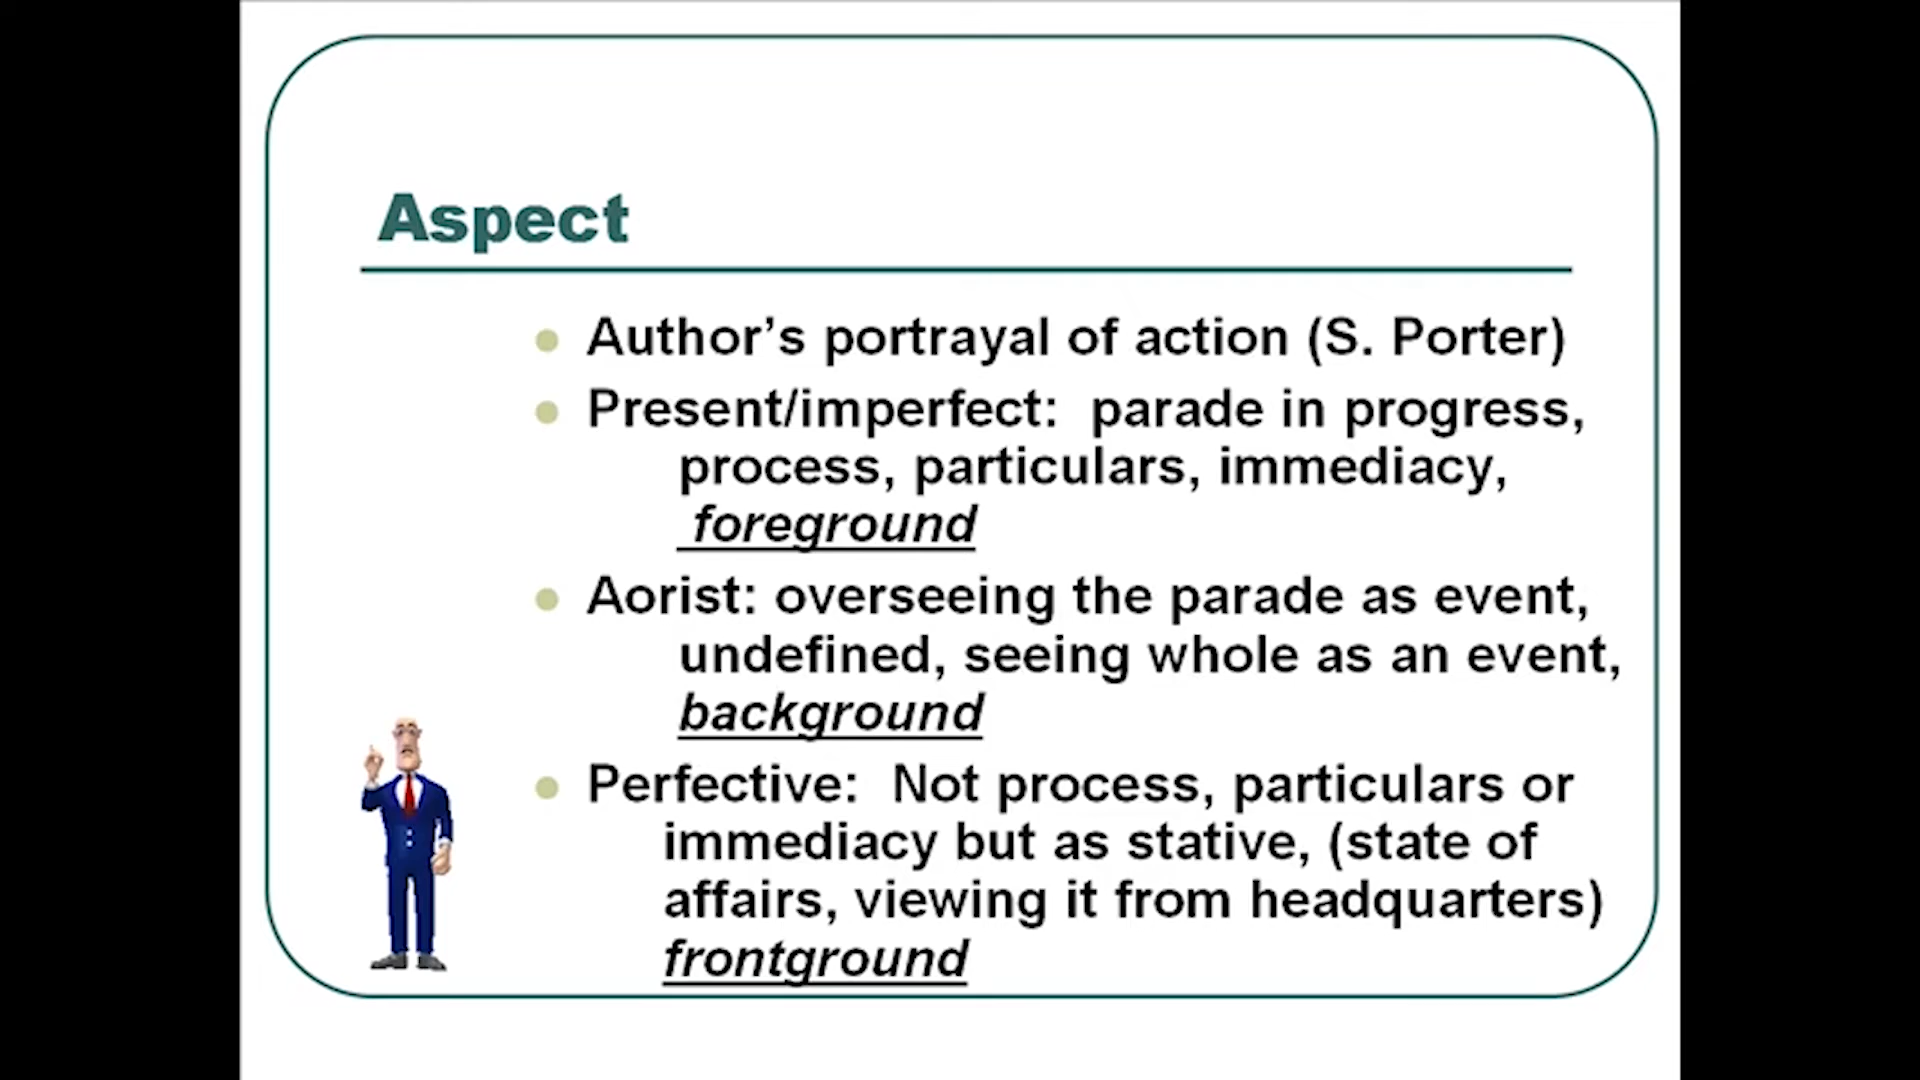 Aspect
Author’s portrayal of action (S. Porter)
Present/imperfect: parade in progress,
process, particulars, immediacy,
foreground
Aorist: overseeing the parade as event,
undefined, seeing whole as an event,
background
Perfective: Not process, particulars or
immediacy but as stative, (state of
affairs, viewing it from headquarters)
frontground